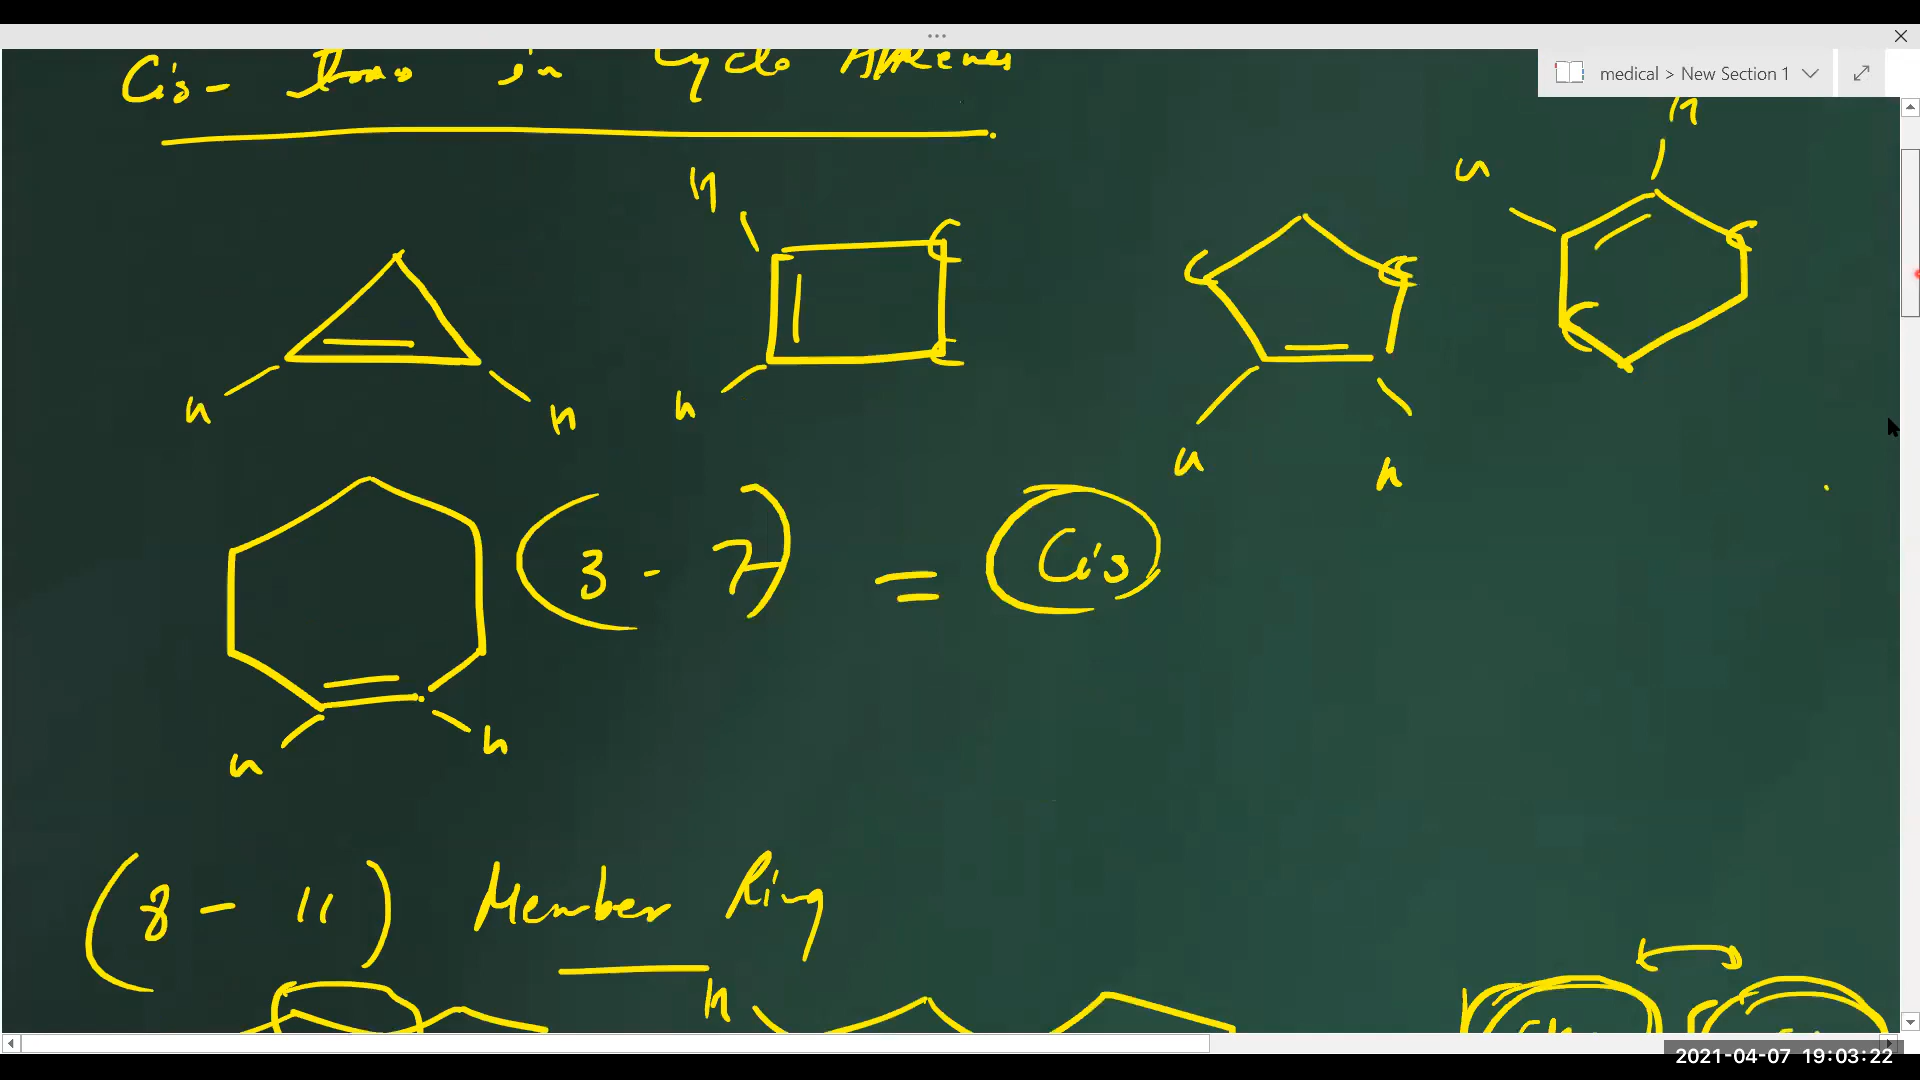 medical > New Section 1
Cis- Trans in Cyclo Alkenes
H
H
H
H
H
H
C
C
C
C
H
H
H
C
C
(3 - 7) = Cis
H
H
(8 - 11) Member Ring
H
2021-04-07 19:03:22